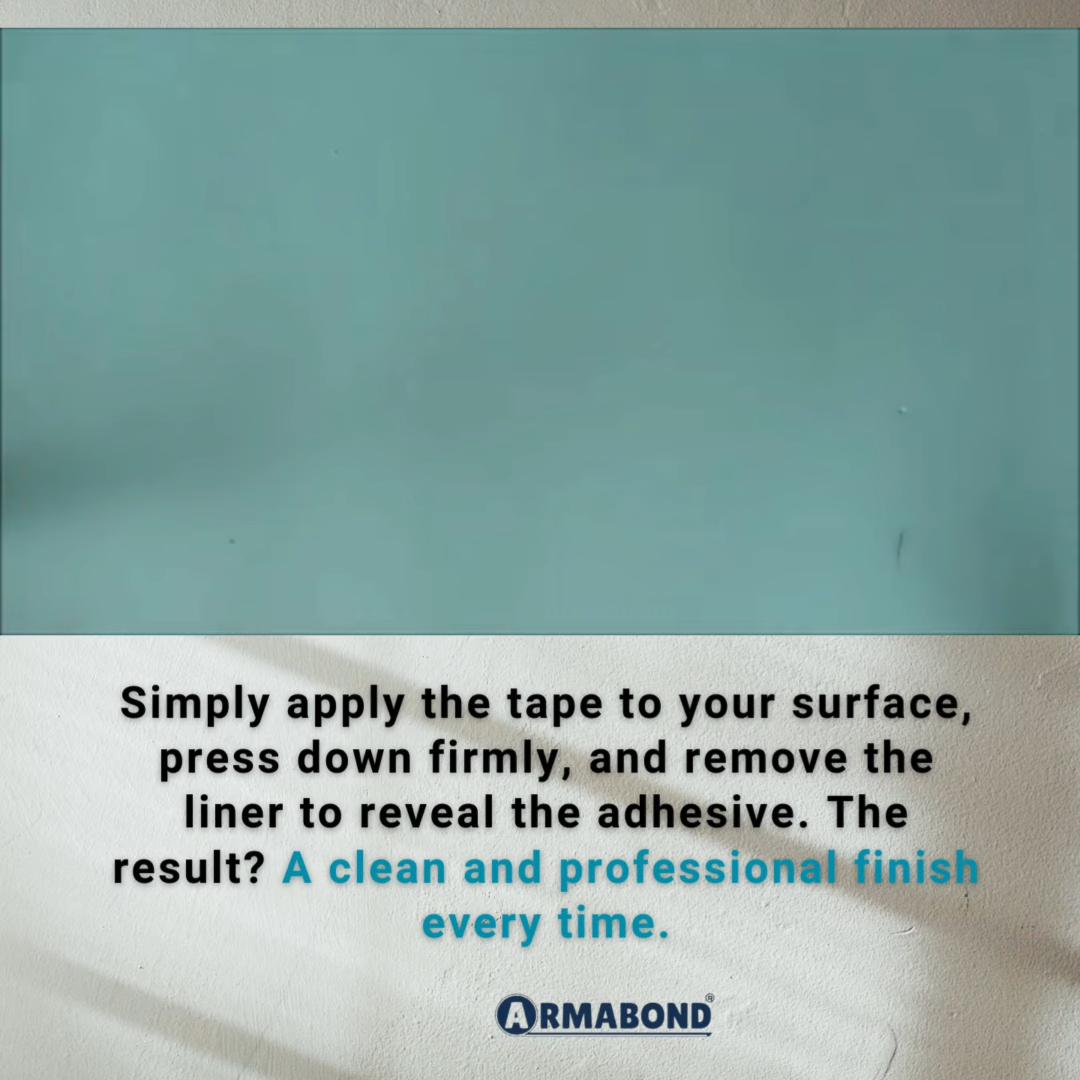 Simply apply the tape to your surface,
press down firmly, and remove the
liner to reveal the adhesive. The
result? A clean and professional finish
every time.
ARMABOND®